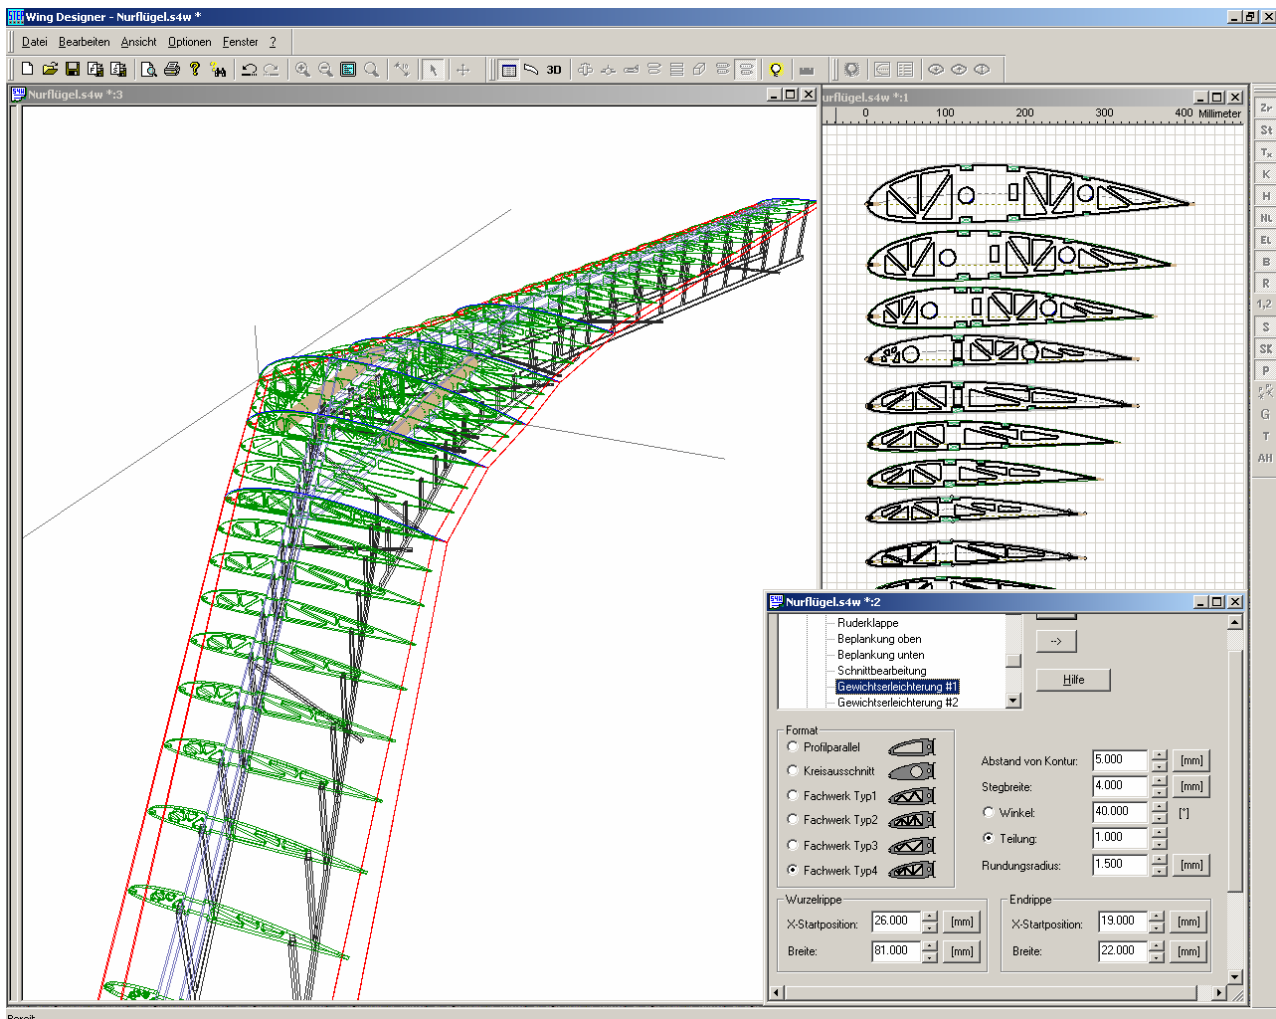 Wing Designer - Nurflügel.s4w *
Datei Bearbeiten Ansicht Optionen Fenster ?
3D
Nurflügel.s4w *:3
urflügel.s4w *:1
0 100 200 300 400 Millimeter
Zr
St
Tx
K
H
NL
EL
B
R
1,2
S
SK
P
G
T
AH
Nurflügel.s4w *:2
Ruderklappe
Beplankung oben
Beplankung unten
Schnittbearbeitung
Gewichtserleichterung #1
Gewichtserleichterung #2
-->
Hilfe
Format
Profilparallel
Kreisausschnitt
Fachwerk Typ1
Fachwerk Typ2
Fachwerk Typ3
Fachwerk Typ4
Abstand von Kontur: 5.000 [mm]
Stegbreite: 4.000 [mm]
Winkel: 40.000 [°]
Teilung: 1.000
Rundungsradius: 1.500 [mm]
Wurzelrippe
X-Startposition: 26.000 [mm]
Breite: 81.000 [mm]
Endrippe
X-Startposition: 19.000 [mm]
Breite: 22.000 [mm]